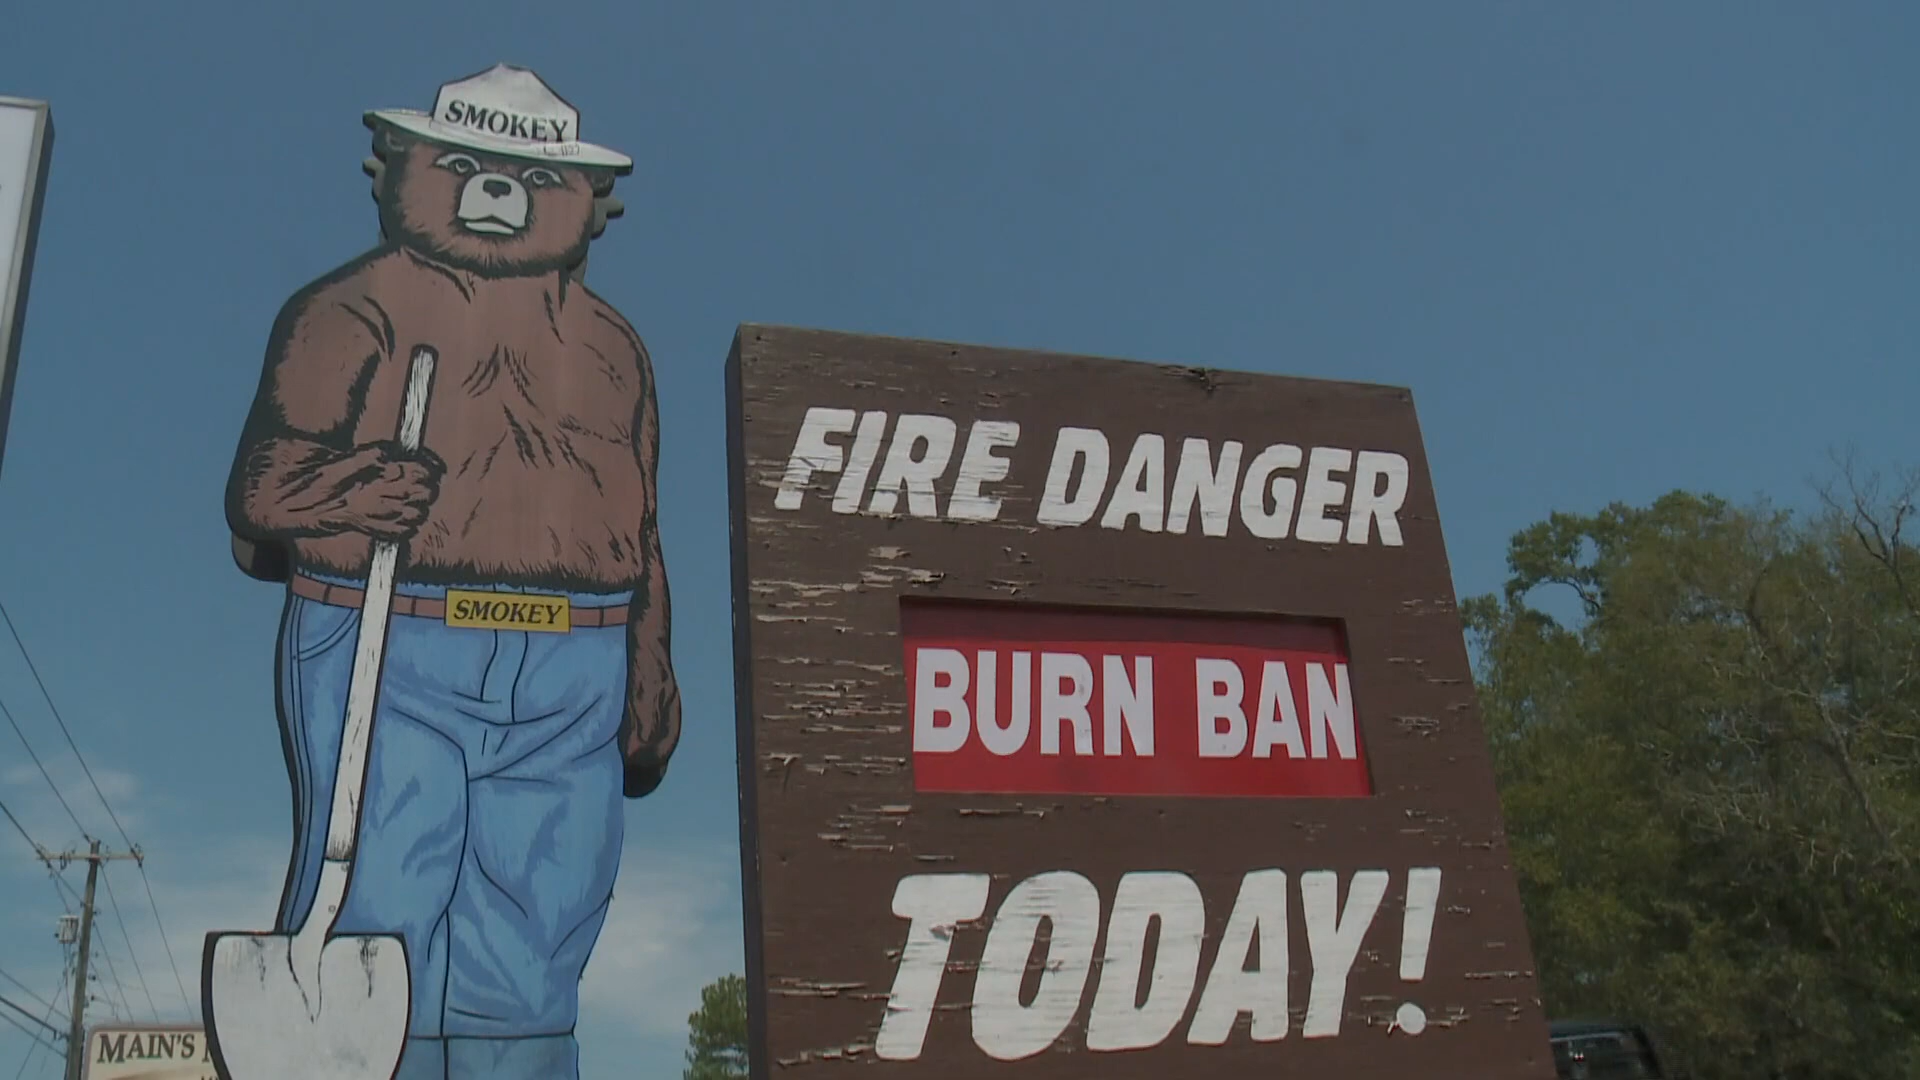 SMOKEY
SMOKEY
FIRE DANGER
BURN BAN
TODAY!
MAIN'S